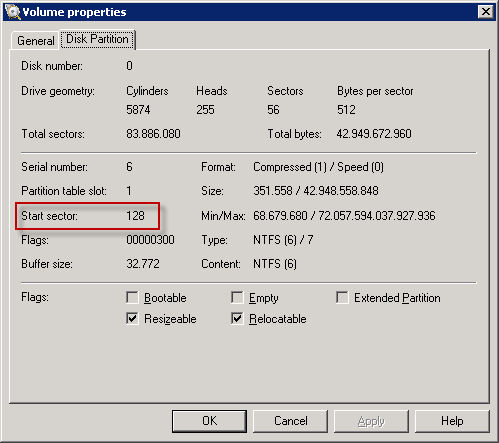 Volume properties
General Disk Partition
Disk number: 0
Drive geometry: Cylinders Heads Sectors Bytes per sector
5874 255 56 512
Total sectors: 83.886.080 Total bytes: 42.949.672.960
Serial number: 6 Format: Compressed (1) / Speed (0)
Partition table slot: 1 Size: 351.558 / 42.948.558.848
Start sector: 128 Min/Max: 68.679.680 / 72.057.594.037.927.936
Flags: 00000300 Type: NTFS (6) / 7
Buffer size: 32.772 Content: NTFS (6)
Flags: Bootable Empty Extended Partition
Resizeable Relocatable
OK Cancel Apply Help